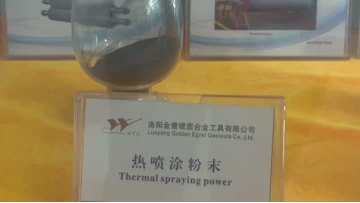 洛阳金鹭硬质合金工具有限公司
XTC
Luoyang Golden Egret Geotools Co.,Ltd.
热喷涂粉末
Thermal spraying power